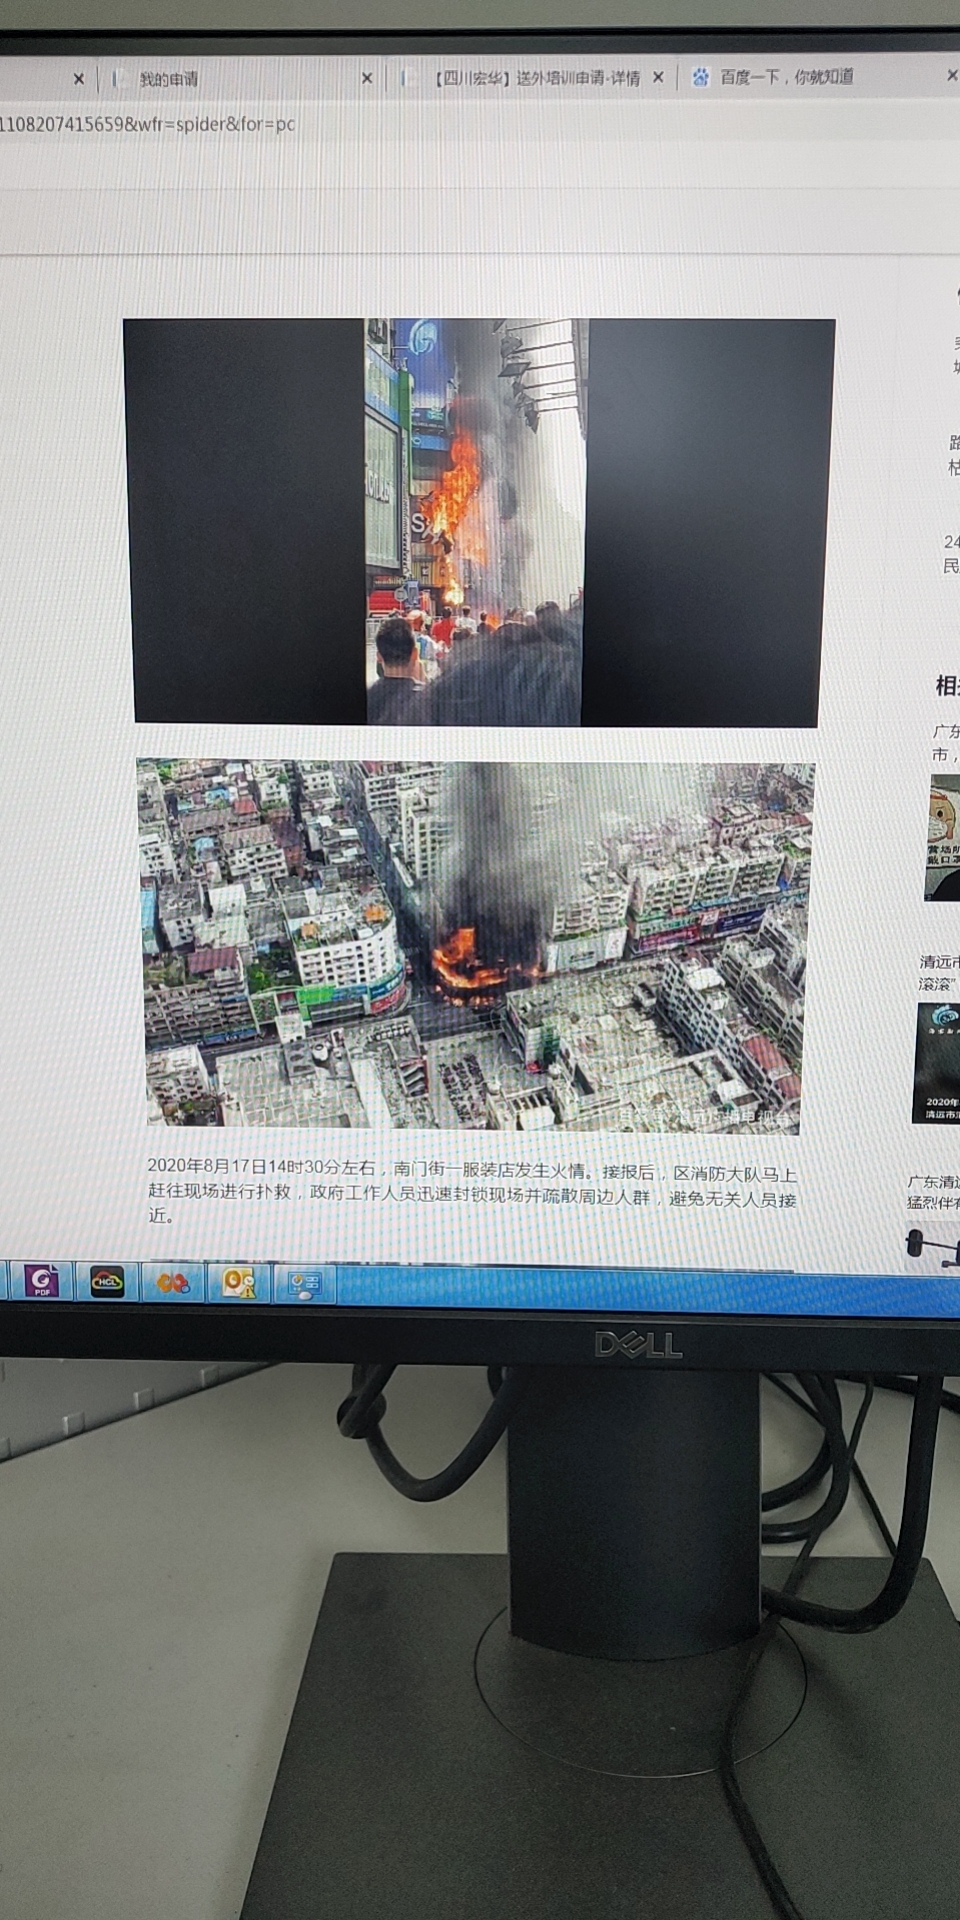 我的申请
【四川宏华】送外培训申请-详情
百度一下，你就知道
1108207415659&wfr=spider&for=pc
24
民
相
广东
市，
清远市
滚滚"
2020年
清远市
2020年8月17日14时30分左右，南门街一服装店发生火情。接报后，区消防大队马上
赶往现场进行扑救，政府工作人员迅速封锁现场并疏散周边人群，避免无关人员接
近。
广东清远
猛烈伴有
PDF
HCL
DELL